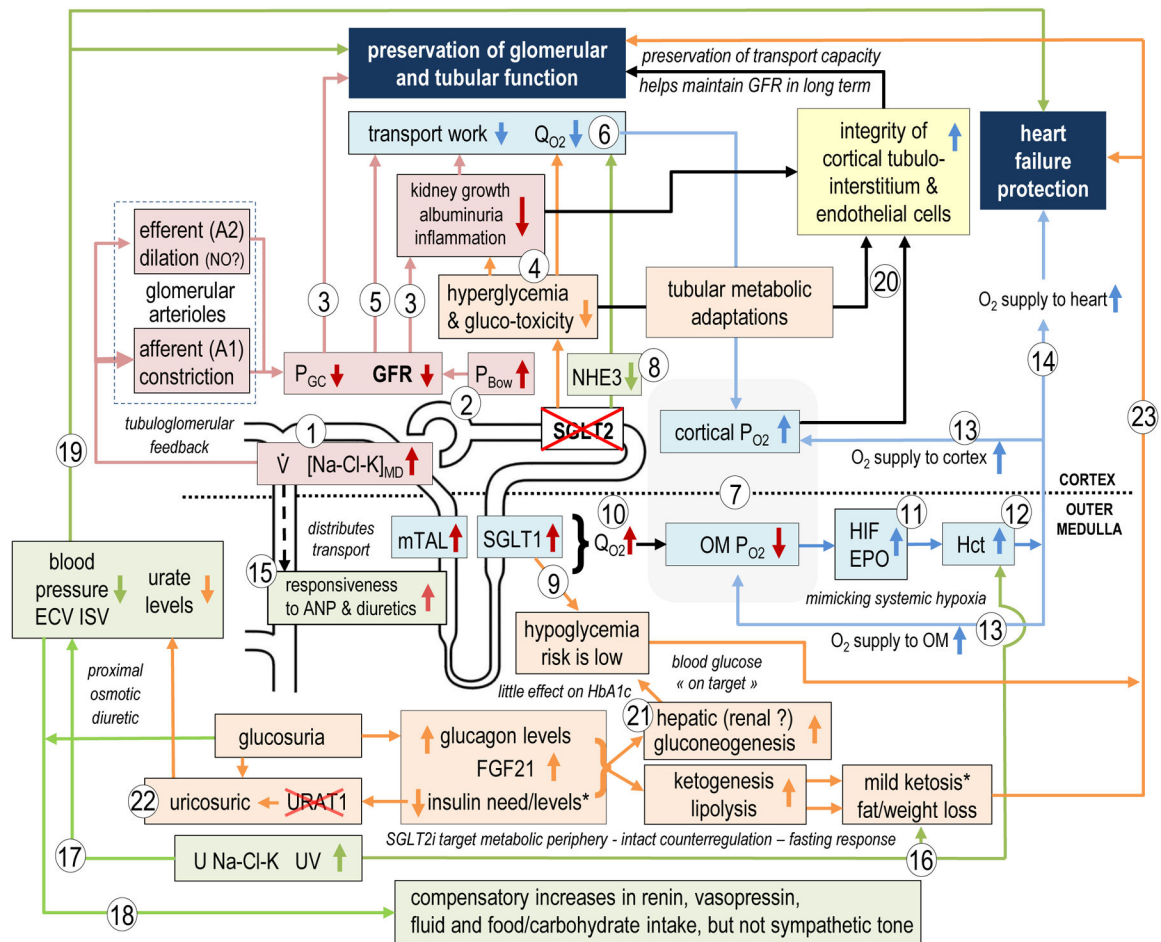 preservation of glomerular
and tubular function
preservation of transport capacity
helps maintain GFR in long term
transport work Q_O2 6
integrity of
cortical tubulo-
interstitium &
endothelial cells
heart
failure
protection
kidney growth
albuminuria
inflammation
efferent (A2)
dilation (NO?)
glomerular
arterioles
afferent (A1)
constriction
3
5
3
4
20
hyperglycemia
& gluco-toxicity
tubular metabolic
adaptations
O2 supply to heart
P_GC GFR
P_Bow
NHE3 8
14
tubuloglomerular
feedback
2
SGLT2
cortical P_O2
13
O2 supply to cortex
23
19
1
V̇ [Na-Cl-K]MD
7
CORTEX
OUTER
MEDULLA
distributes
transport
mTAL
SGLT1
10
Q_O2
OM P_O2
11
HIF
EPO
12
Hct
blood
pressure
ECV ISV
urate
levels
15
responsiveness
to ANP & diuretics
9
mimicking systemic hypoxia
13
O2 supply to OM
hypoglycemia
risk is low
proximal
osmotic
diuretic
little effect on HbA1c
blood glucose
« on target »
glucosuria
glucagon levels
FGF21
insulin need/levels*
21
hepatic (renal ?)
gluconeogenesis
22
uricosuric URAT1
ketogenesis
lipolysis
mild ketosis*
fat/weight loss
SGLT2i target metabolic periphery - intact counterregulation – fasting response
17
U Na-Cl-K UV
16
18
compensatory increases in renin, vasopressin,
fluid and food/carbohydrate intake, but not sympathetic tone